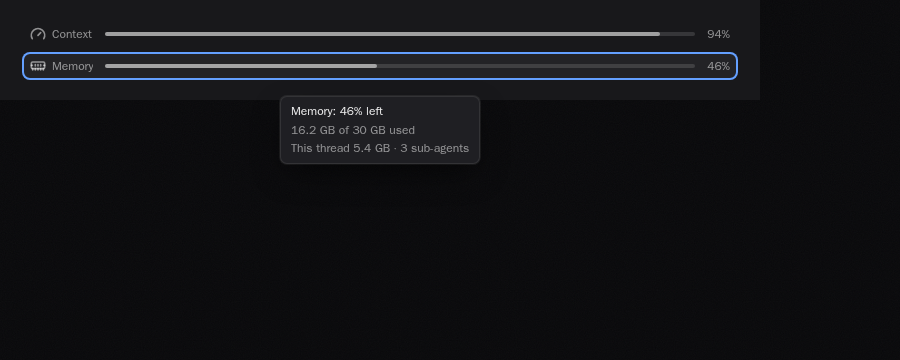 Context 94%
Memory 46%
Memory: 46% left
16.2 GB of 30 GB used
This thread 5.4 GB · 3 sub-agents